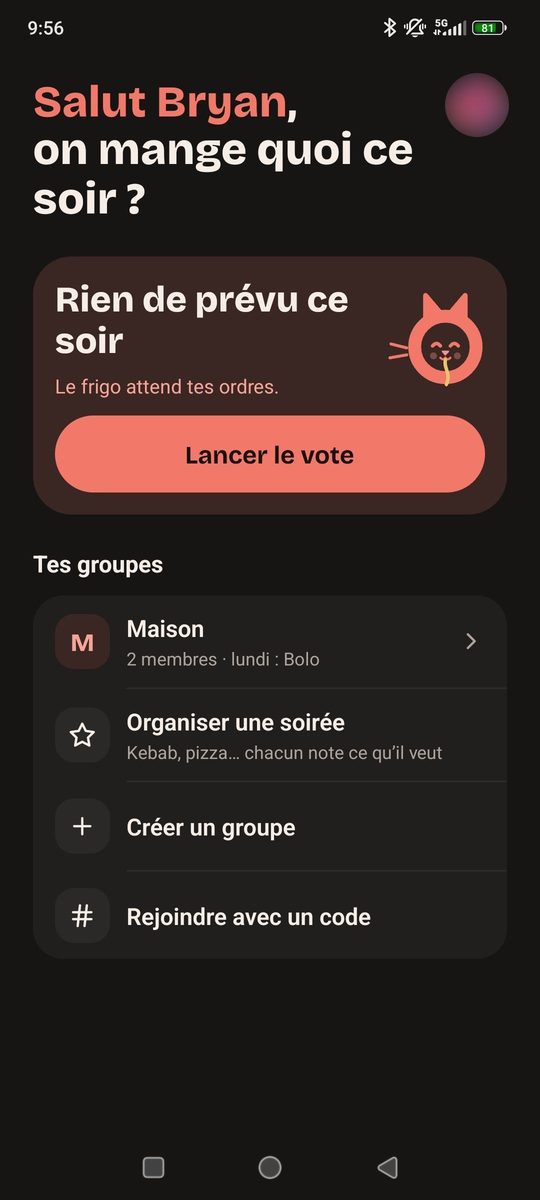 9:56
5G
81
Salut Bryan,
on mange quoi ce
soir ?
Rien de prévu ce
soir
Le frigo attend tes ordres.
Lancer le vote
Tes groupes
M
Maison
2 membres · lundi : Bolo
Organiser une soirée
Kebab, pizza… chacun note ce qu’il veut
+
Créer un groupe
#
Rejoindre avec un code